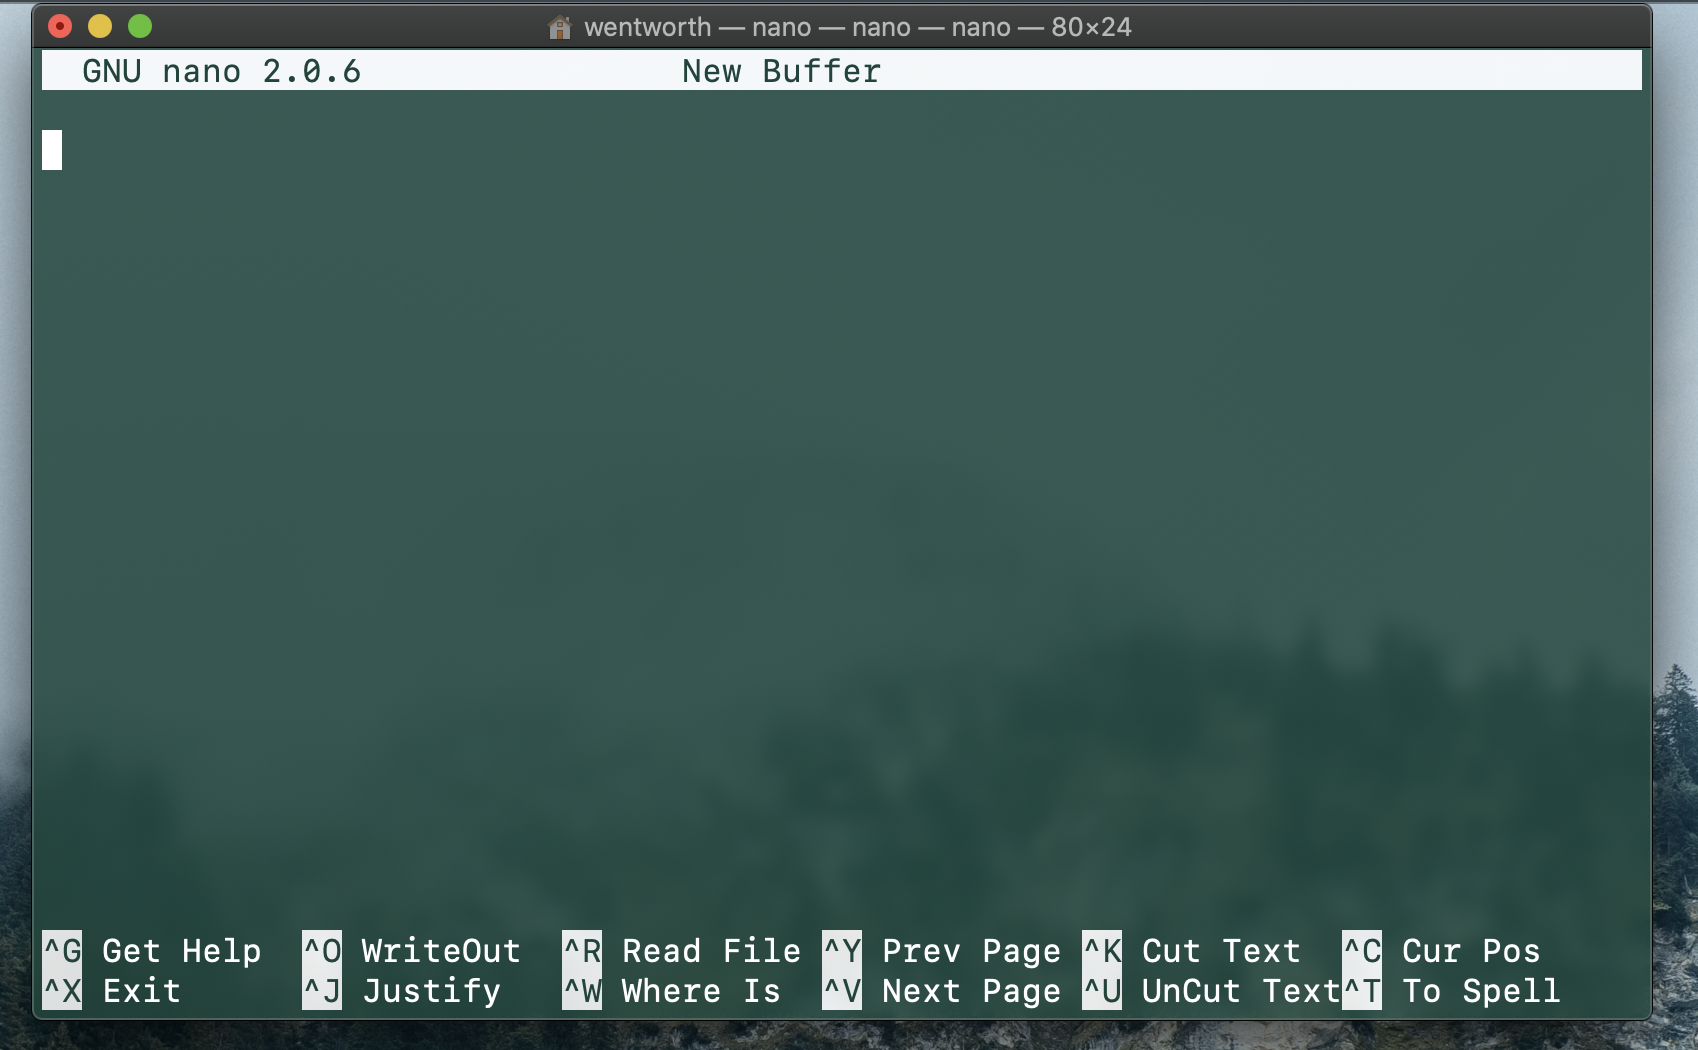 wentworth — nano — nano — nano — 80×24
GNU nano 2.0.6 New Buffer
^G Get Help ^O WriteOut ^R Read File ^Y Prev Page ^K Cut Text ^C Cur Pos
^X Exit ^J Justify ^W Where Is ^V Next Page ^U UnCut Text ^T To Spell